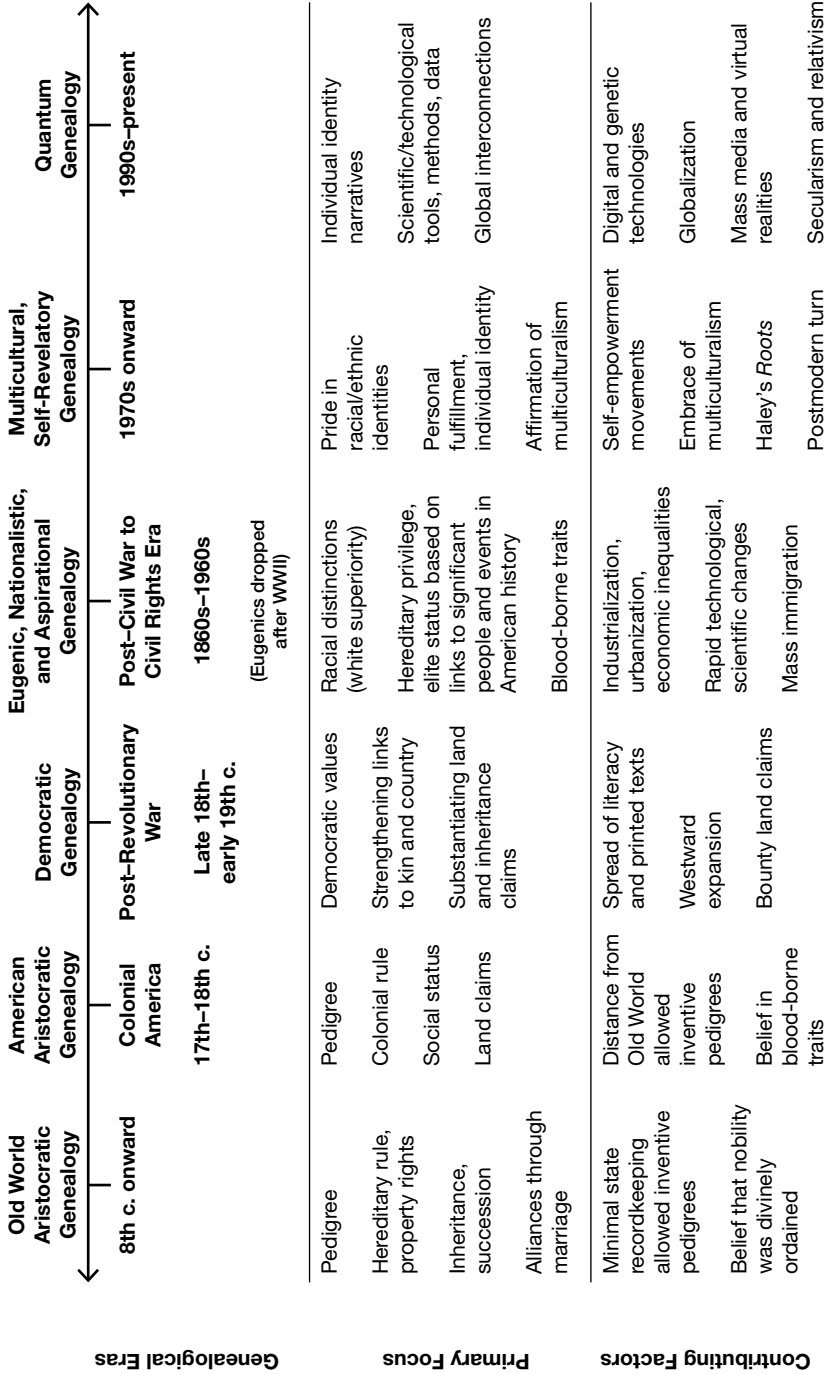 Genealogical Eras
Old World
Aristocratic
Genealogy
8th c. onward
American
Aristocratic
Genealogy
Colonial
America
17th–18th c.
Democratic
Genealogy
Post–Revolutionary
War
Late 18th–
early 19th c.
Eugenic, Nationalistic,
and Aspirational
Genealogy
Post–Civil War to
Civil Rights Era
1860s–1960s
(Eugenics dropped
after WWII)
Multicultural,
Self-Revelatory
Genealogy
1970s onward
Quantum
Genealogy
1990s–present
Primary Focus
Pedigree
Hereditary rule,
property rights
Inheritance,
succession
Alliances through
marriage
Pedigree
Colonial rule
Social status
Land claims
Democratic values
Strengthening links
to kin and country
Substantiating land
and inheritance
claims
Racial distinctions
(white superiority)
Hereditary privilege,
elite status based on
links to significant
people and events in
American history
Blood-borne traits
Pride in
racial/ethnic
identities
Personal
fulfillment,
individual identity
Affirmation of
multiculturalism
Individual identity
narratives
Scientific/technological
tools, methods, data
Global interconnections
Contributing Factors
Minimal state
recordkeeping
allowed inventive
pedigrees
Belief that nobility
was divinely
ordained
Distance from
Old World
allowed
inventive
pedigrees
Belief in
blood-borne
traits
Spread of literacy
and printed texts
Westward
expansion
Bounty land claims
Industrialization,
urbanization,
economic inequalities
Rapid technological,
scientific changes
Mass immigration
Self-empowerment
movements
Embrace of
multiculturalism
Haley's Roots
Postmodern turn
Digital and genetic
technologies
Globalization
Mass media and virtual
realities
Secularism and relativism